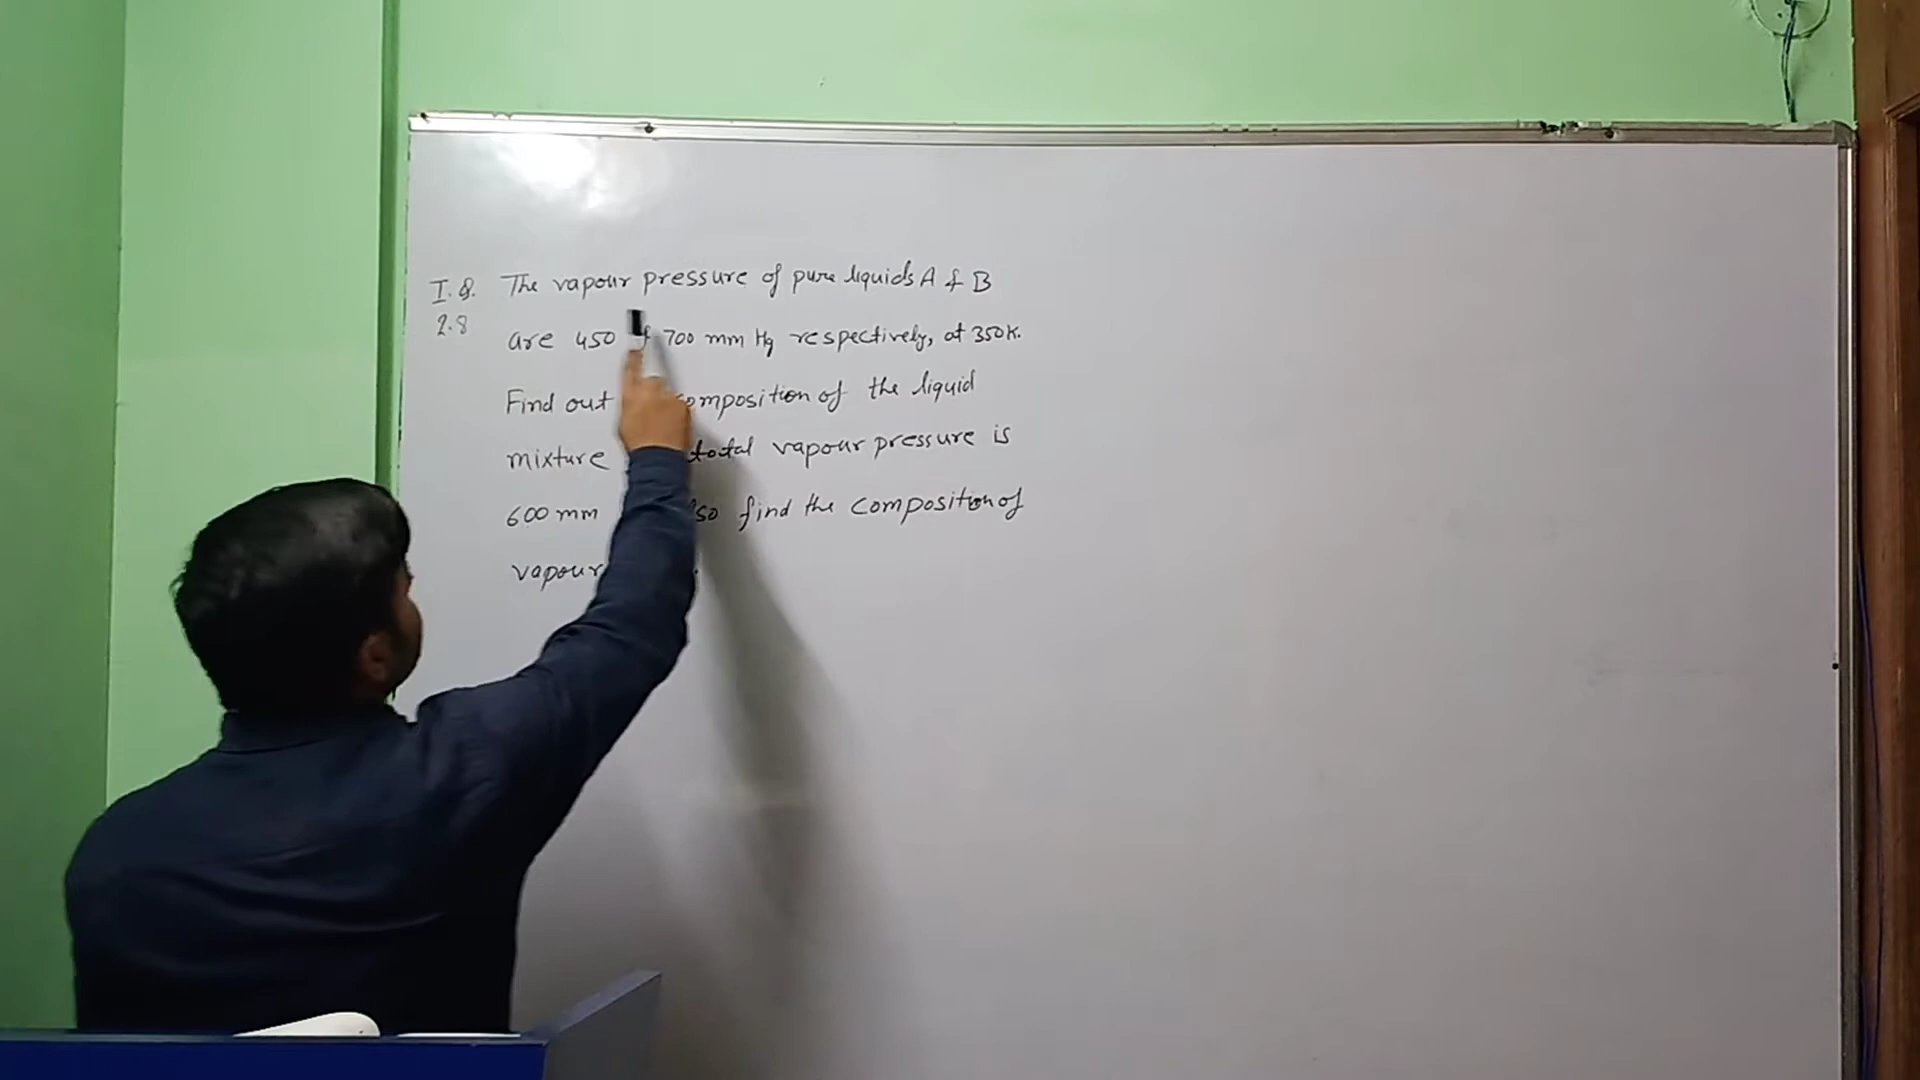 I.Q. The vapour pressure of pure liquids A & B
2.8
are 450 & 700 mm Hg respectively, at 350K.
Find out composition of the liquid
mixture total vapour pressure is
600 mm find the composition of
vapour